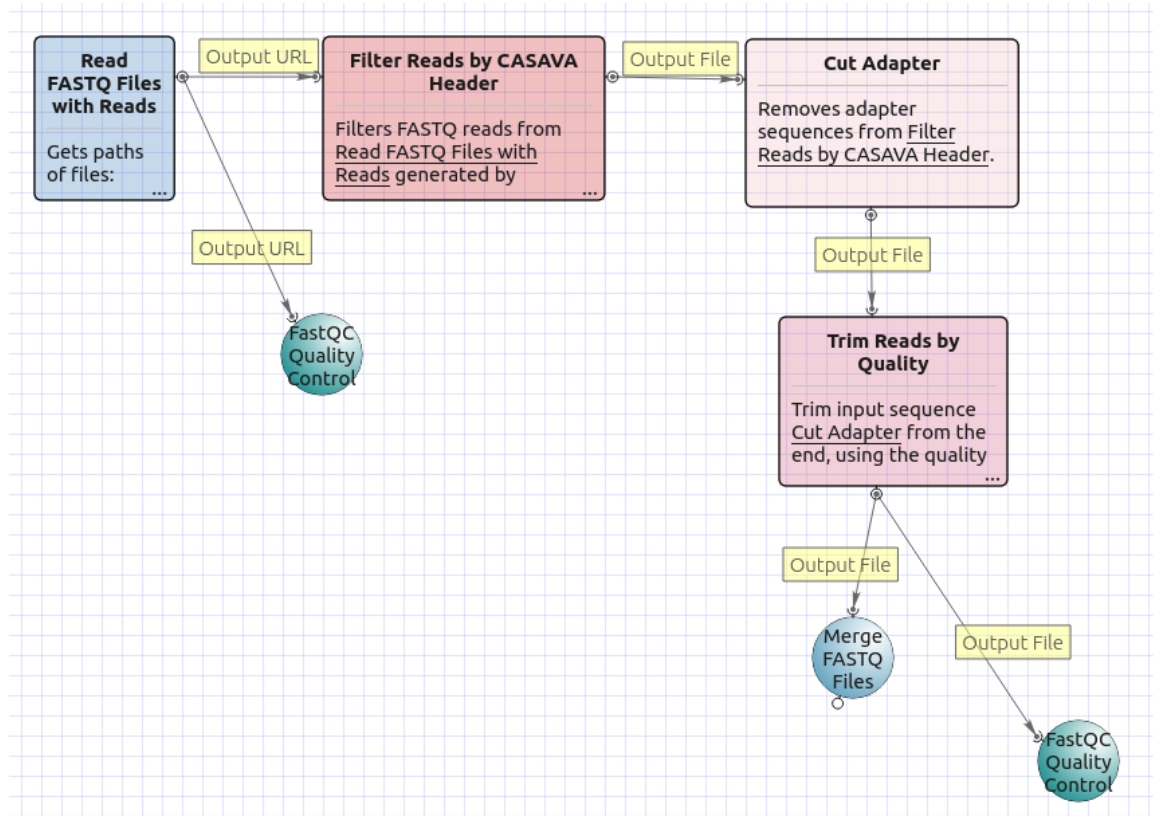 Read
FASTQ Files
with Reads
Gets paths
of files:
...
Output URL
Filter Reads by CASAVA
Header
Filters FASTQ reads from
Read FASTQ Files with
Reads generated by
...
Output File
Cut Adapter
Removes adapter
sequences from Filter
Reads by CASAVA Header.
Output URL
FastQC
Quality
Control
Output File
Trim Reads by
Quality
Trim input sequence
Cut Adapter from the
end, using the quality
...
Output File
Merge
FASTQ
Files
Output File
FastQC
Quality
Control